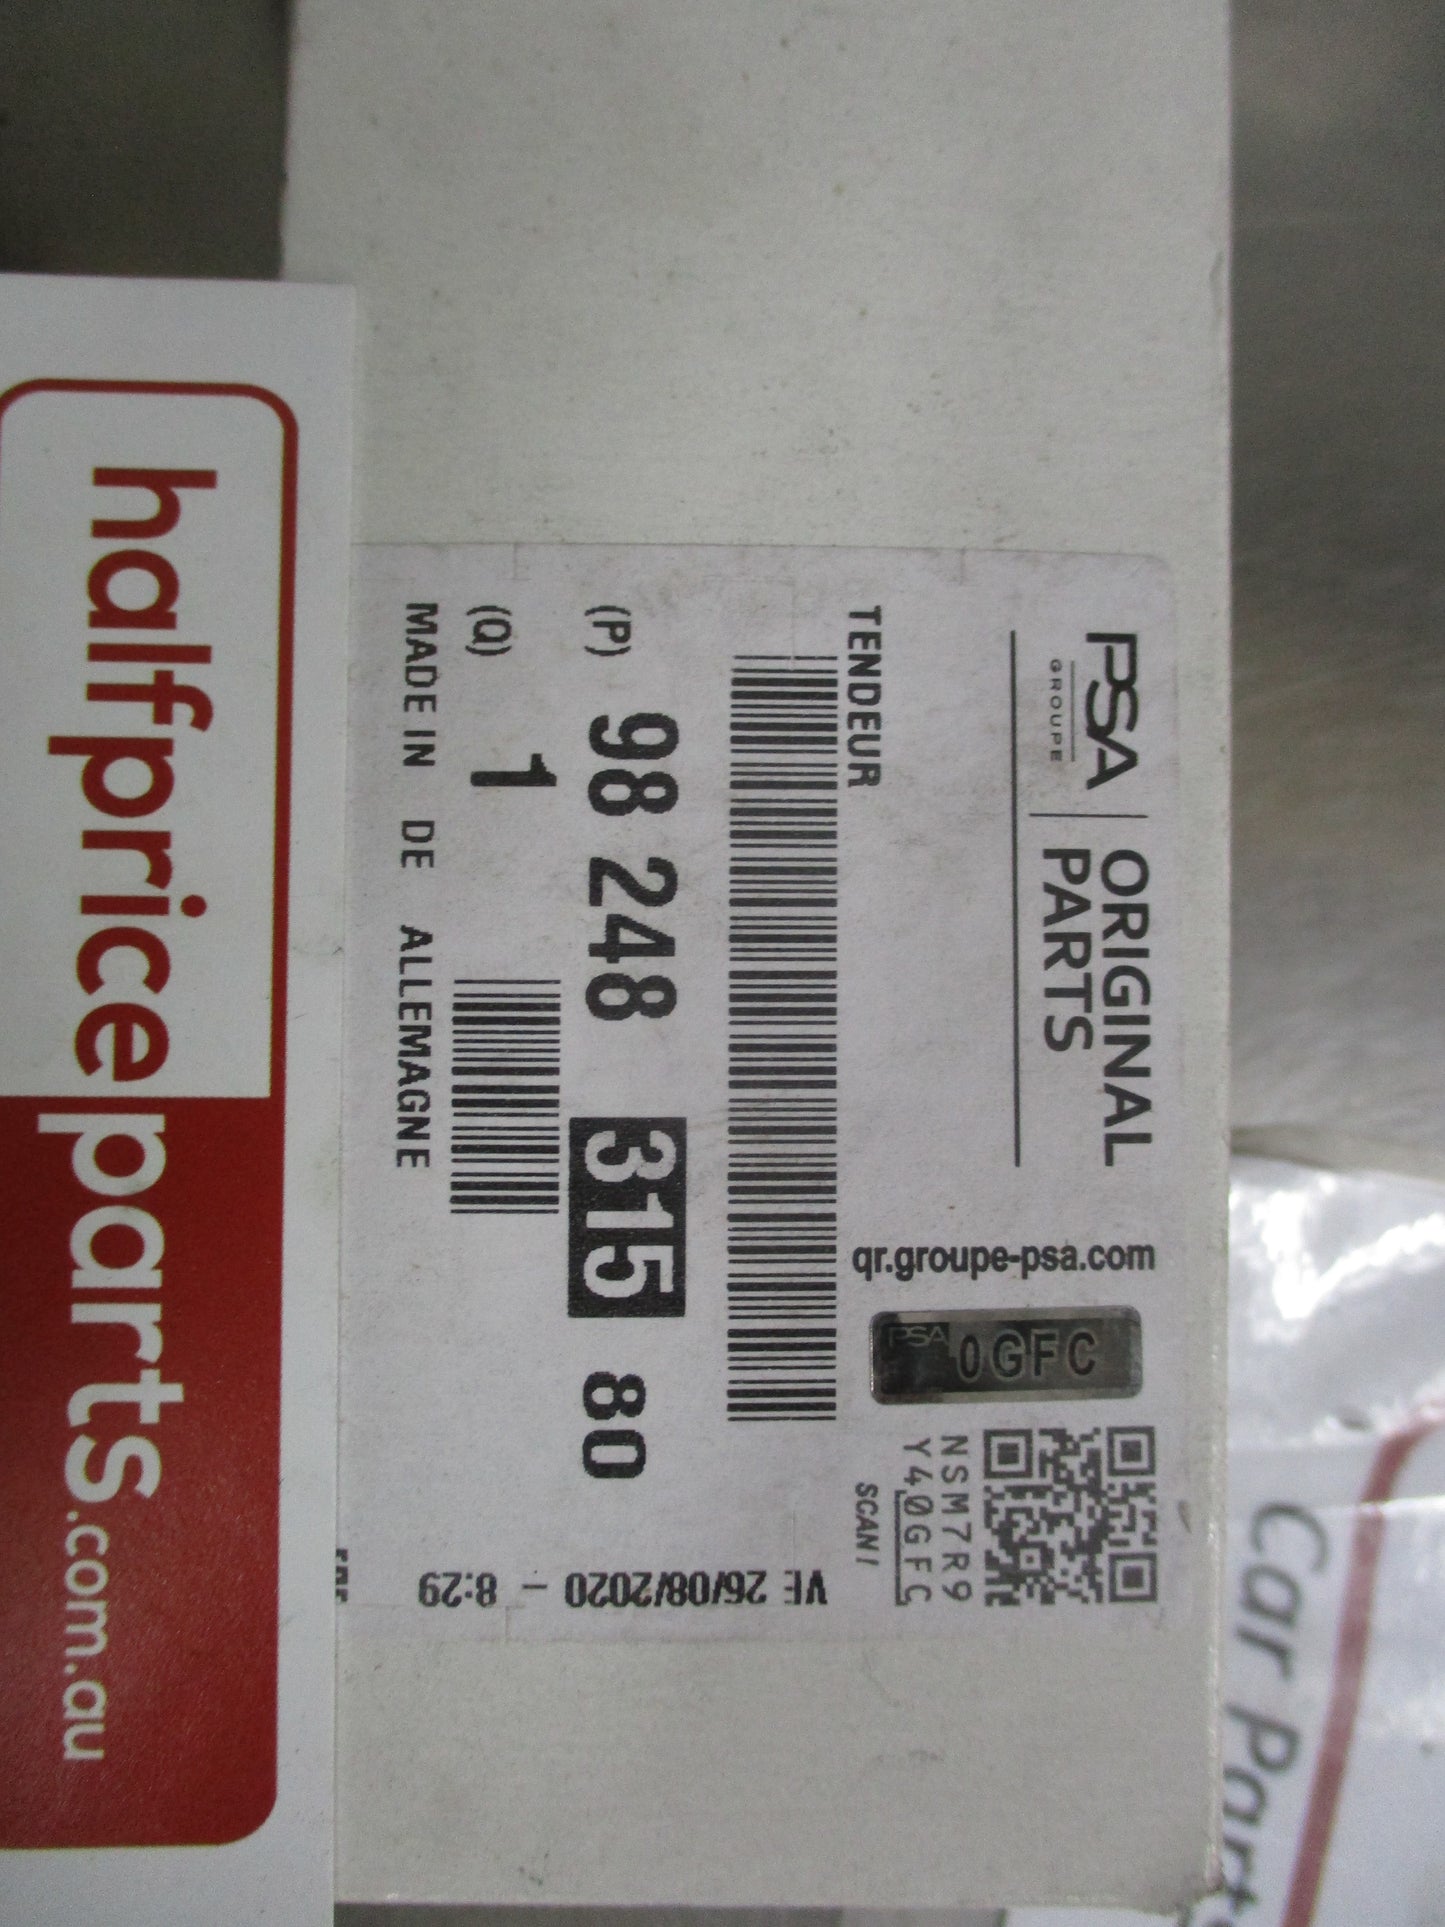 PSA
GROUPE
ORIGINAL
PARTS
qr.groupe-psa.com
PSA 0GFC
NSM7R9
Y40GFC
SCAN!
TENDEUR
(P) 98 248 315 80
(Q) 1
MADE IN DE ALLEMAGNE
VE 26/08/2020 - 8:29
halfpriceparts.com.au
Car Parts